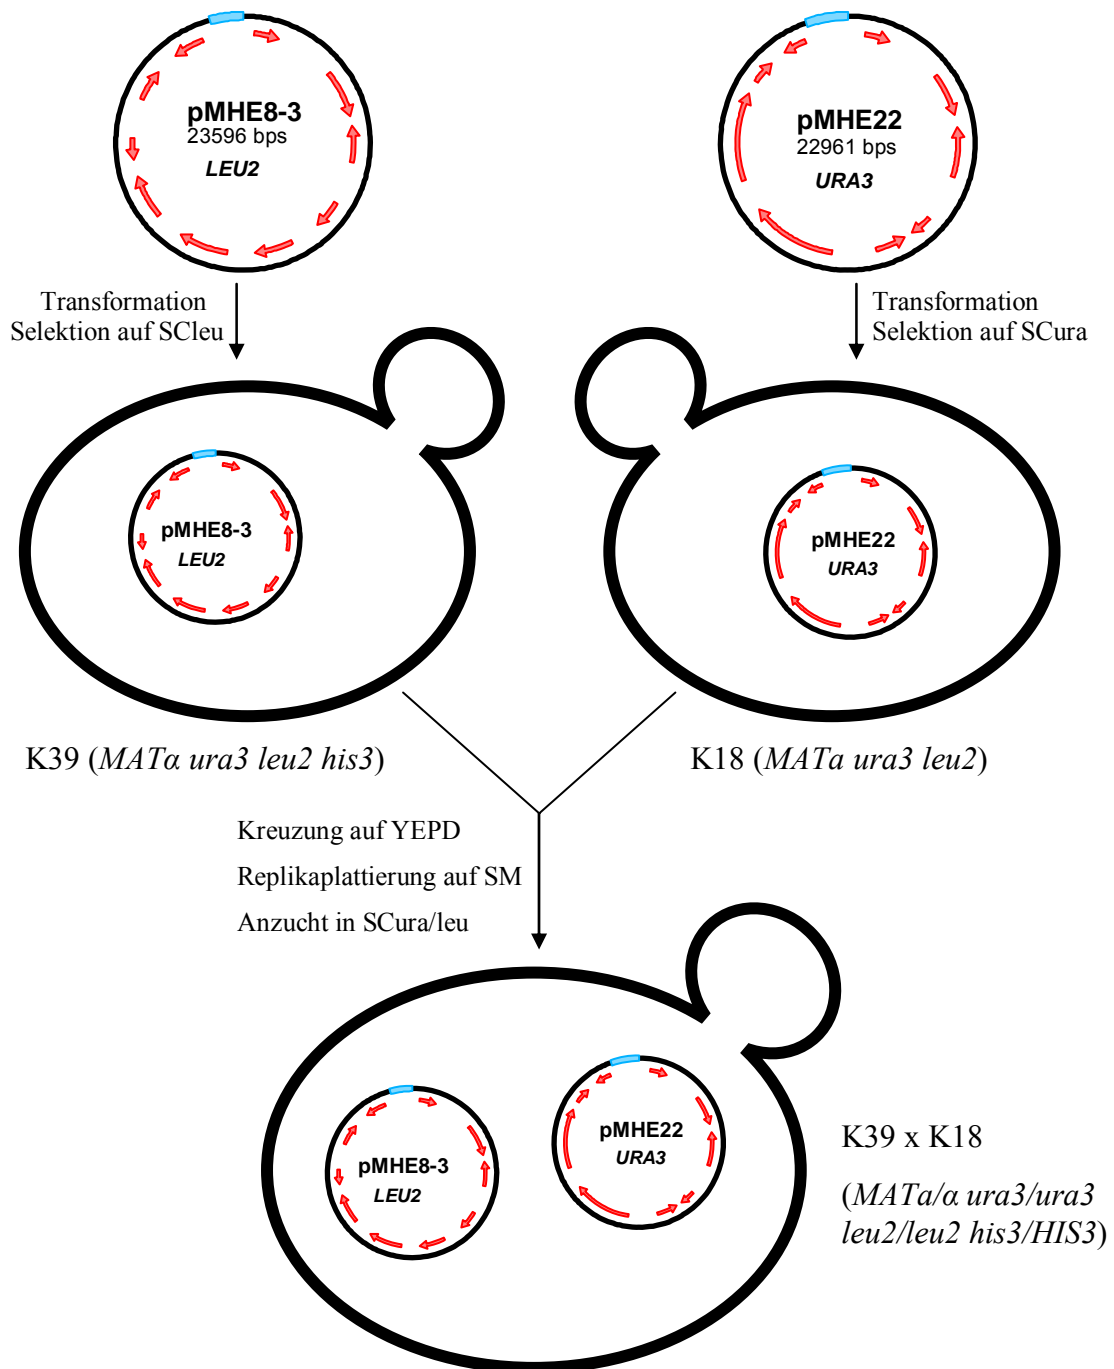 pMHE8-3
23596 bps
LEU2
pMHE22
22961 bps
URA3
Transformation
Selektion auf SCleu
Transformation
Selektion auf SCura
pMHE8-3
LEU2
pMHE22
URA3
K39 (MATα ura3 leu2 his3)
K18 (MATa ura3 leu2)
Kreuzung auf YEPD
Replikaplattierung auf SM
Anzucht in SCura/leu
pMHE8-3
LEU2
pMHE22
URA3
K39 x K18
(MATa/α ura3/ura3
leu2/leu2 his3/HIS3)